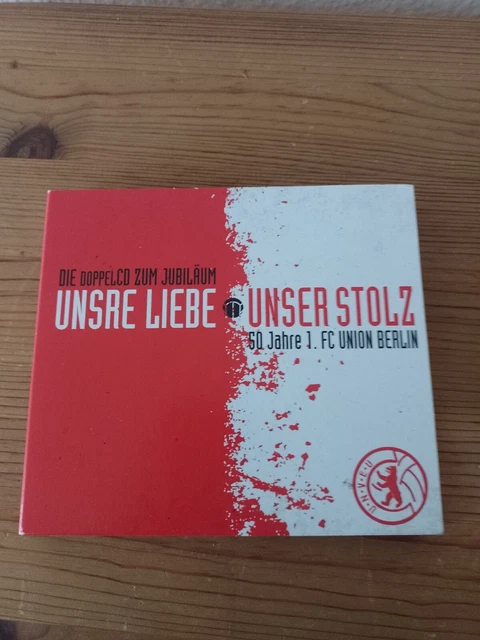 DIE DOPPELCD ZUM JUBILÄUM
UNSRE LIEBE UNSER STOLZ
50 Jahre 1. FC UNION BERLIN
U·N·V·E·U